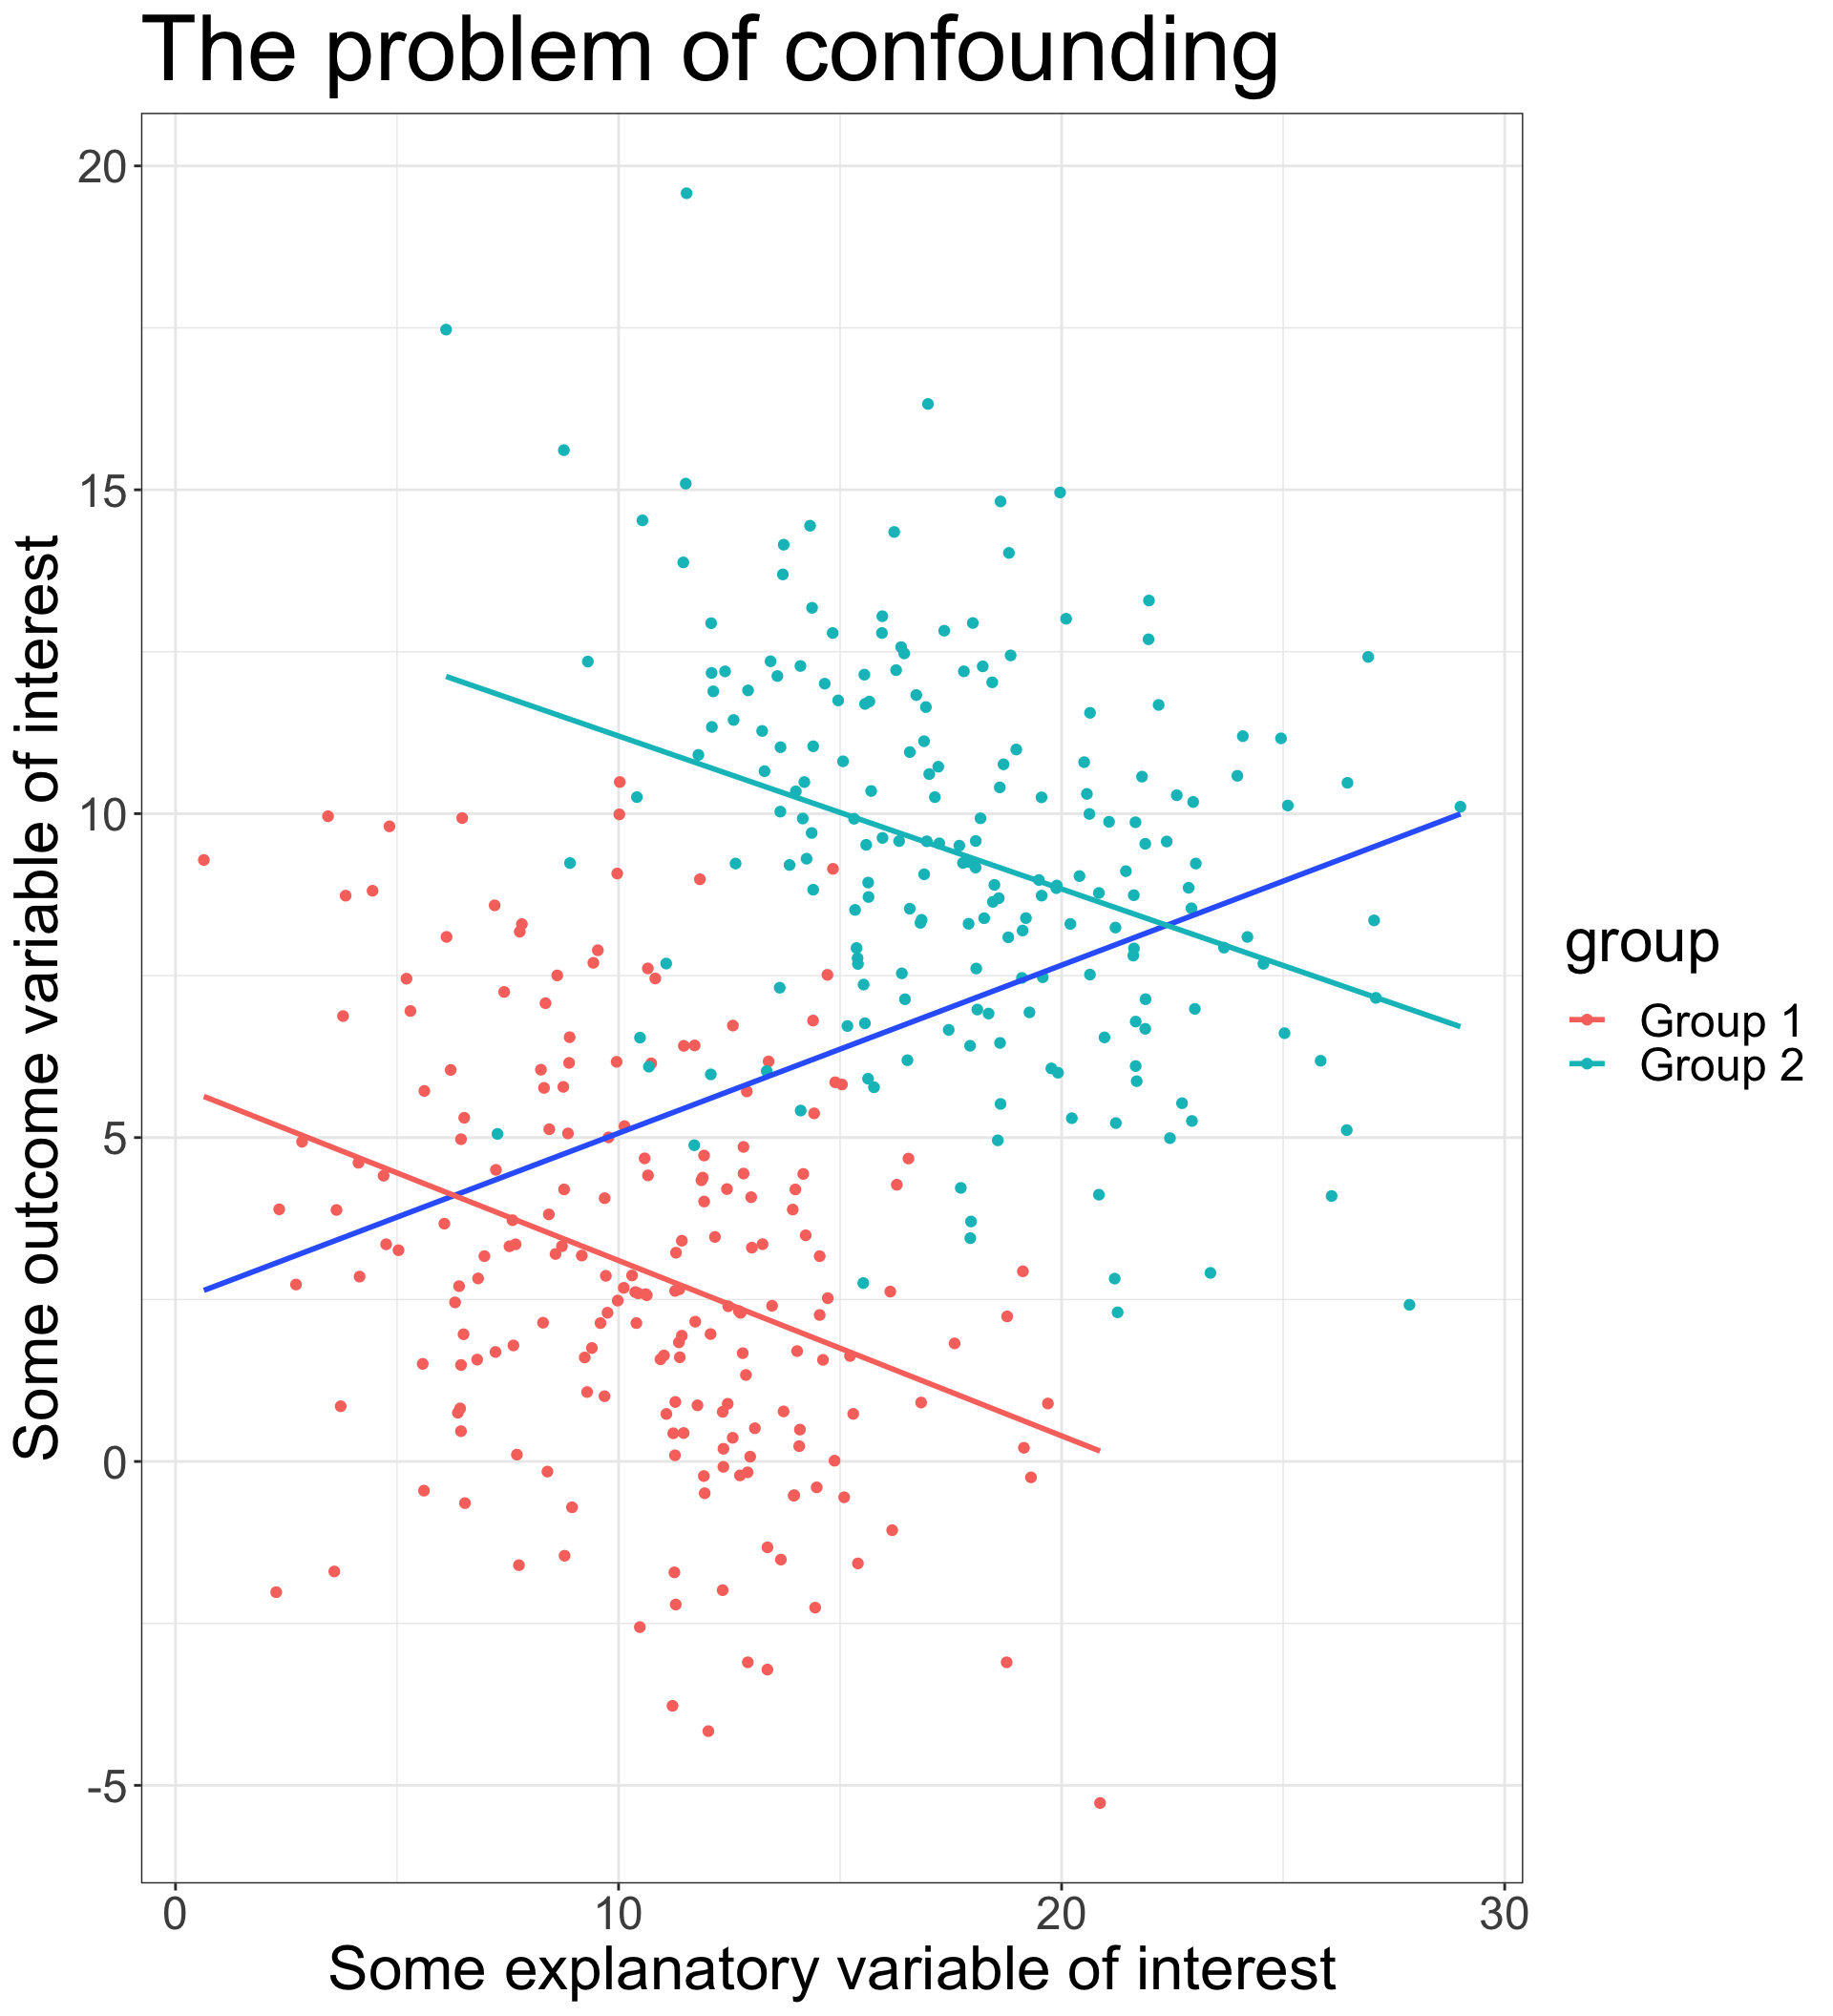 The problem of confounding
20
15
10
5
0
-5
Some outcome variable of interest
0 10 20 30
Some explanatory variable of interest
group
Group 1
Group 2